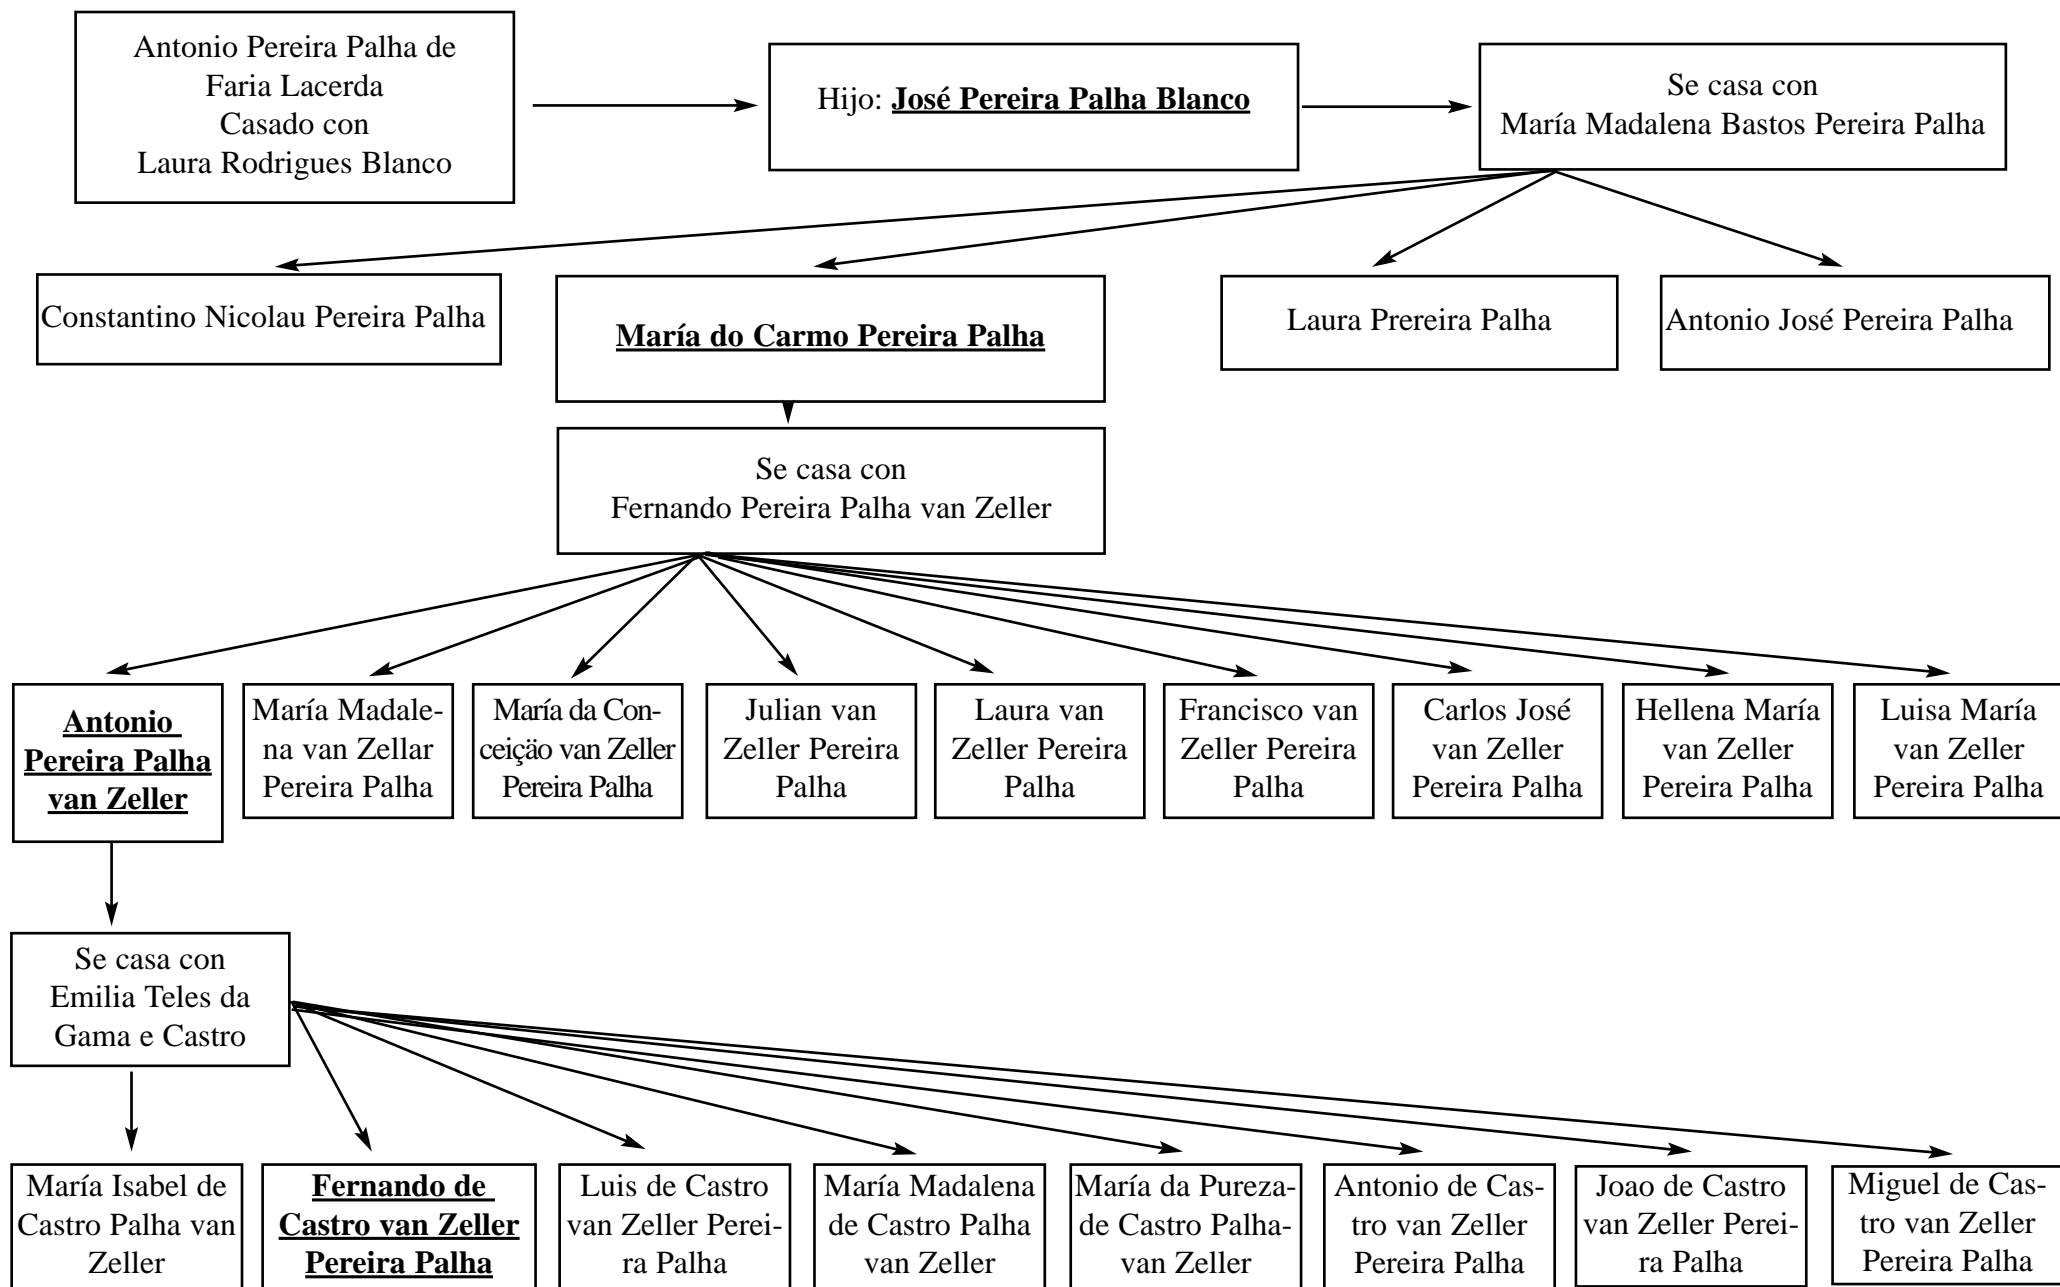 Antonio Pereira Palha de
Faria Lacerda
Casado con
Laura Rodrigues Blanco
Hijo: José Pereira Palha Blanco
Se casa con
María Madalena Bastos Pereira Palha
Constantino Nicolau Pereira Palha
María do Carmo Pereira Palha
Laura Prereira Palha
Antonio José Pereira Palha
Se casa con
Fernando Pereira Palha van Zeller
Antonio
Pereira Palha
van Zeller
María Madale-
na van Zellar
Pereira Palha
María da Con-
ceiçäo van Zeller
Pereira Palha
Julian van
Zeller Pereira
Palha
Laura van
Zeller Pereira
Palha
Francisco van
Zeller Pereira
Palha
Carlos José
van Zeller
Pereira Palha
Hellena María
van Zeller
Pereira Palha
Luisa María
van Zeller
Pereira Palha
Se casa con
Emilia Teles da
Gama e Castro
María Isabel de
Castro Palha van
Zeller
Fernando de
Castro van Zeller
Pereira Palha
Luis de Castro
van Zeller Perei-
ra Palha
María Madalena
de Castro Palha
van Zeller
María da Pureza-
de Castro Palha-
van Zeller
Antonio de Cas-
tro van Zeller
Pereira Palha
Joao de Castro
van Zeller Perei-
ra Palha
Miguel de Cas-
tro van Zeller
Pereira Palha